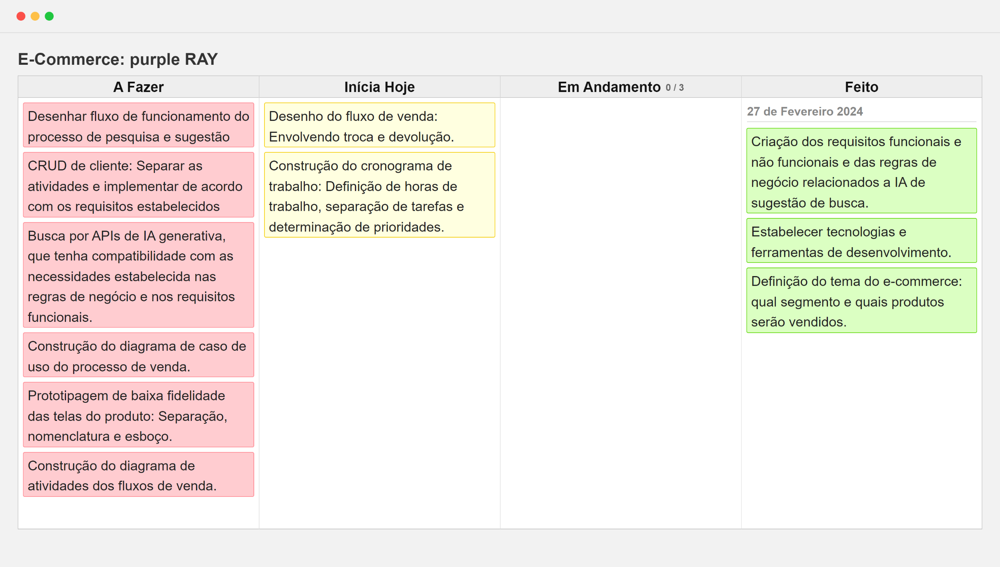 E-Commerce: purple RAY
A Fazer
Desenhar fluxo de funcionamento do
processo de pesquisa e sugestão
CRUD de cliente: Separar as
atividades e implementar de acordo
com os requisitos estabelecidos
Busca por APIs de IA generativa,
que tenha compatibilidade com as
necessidades estabelecida nas
regras de negócio e nos requisitos
funcionais.
Construção do diagrama de caso de
uso do processo de venda.
Prototipagem de baixa fidelidade
das telas do produto: Separação,
nomenclatura e esboço.
Construção do diagrama de
atividades dos fluxos de venda.
Inícia Hoje
Desenho do fluxo de venda:
Envolvendo troca e devolução.
Construção do cronograma de
trabalho: Definição de horas de
trabalho, separação de tarefas e
determinação de prioridades.
Em Andamento 0 / 3
Feito
27 de Fevereiro 2024
Criação dos requisitos funcionais e
não funcionais e das regras de
negócio relacionados a IA de
sugestão de busca.
Estabelecer tecnologias e
ferramentas de desenvolvimento.
Definição do tema do e-commerce:
qual segmento e quais produtos
serão vendidos.